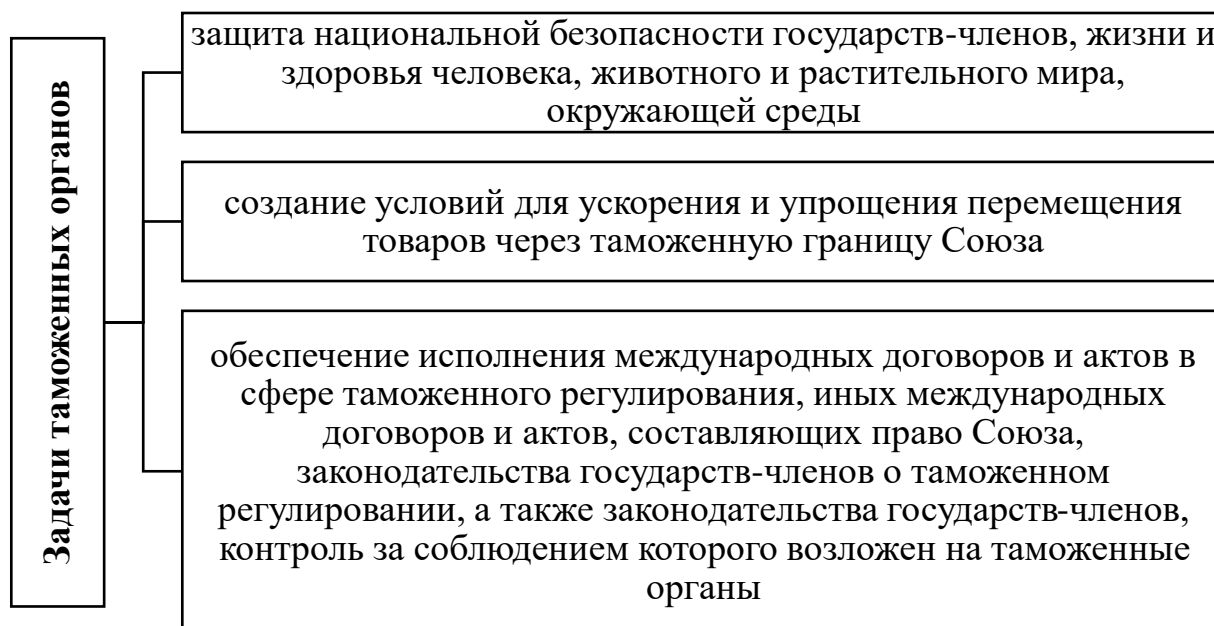 Задачи таможенных органов
защита национальной безопасности государств-членов, жизни и
здоровья человека, животного и растительного мира,
окружающей среды
создание условий для ускорения и упрощения перемещения
товаров через таможенную границу Союза
обеспечение исполнения международных договоров и актов в
сфере таможенного регулирования, иных международных
договоров и актов, составляющих право Союза,
законодательства государств-членов о таможенном
регулировании, а также законодательства государств-членов,
контроль за соблюдением которого возложен на таможенные
органы